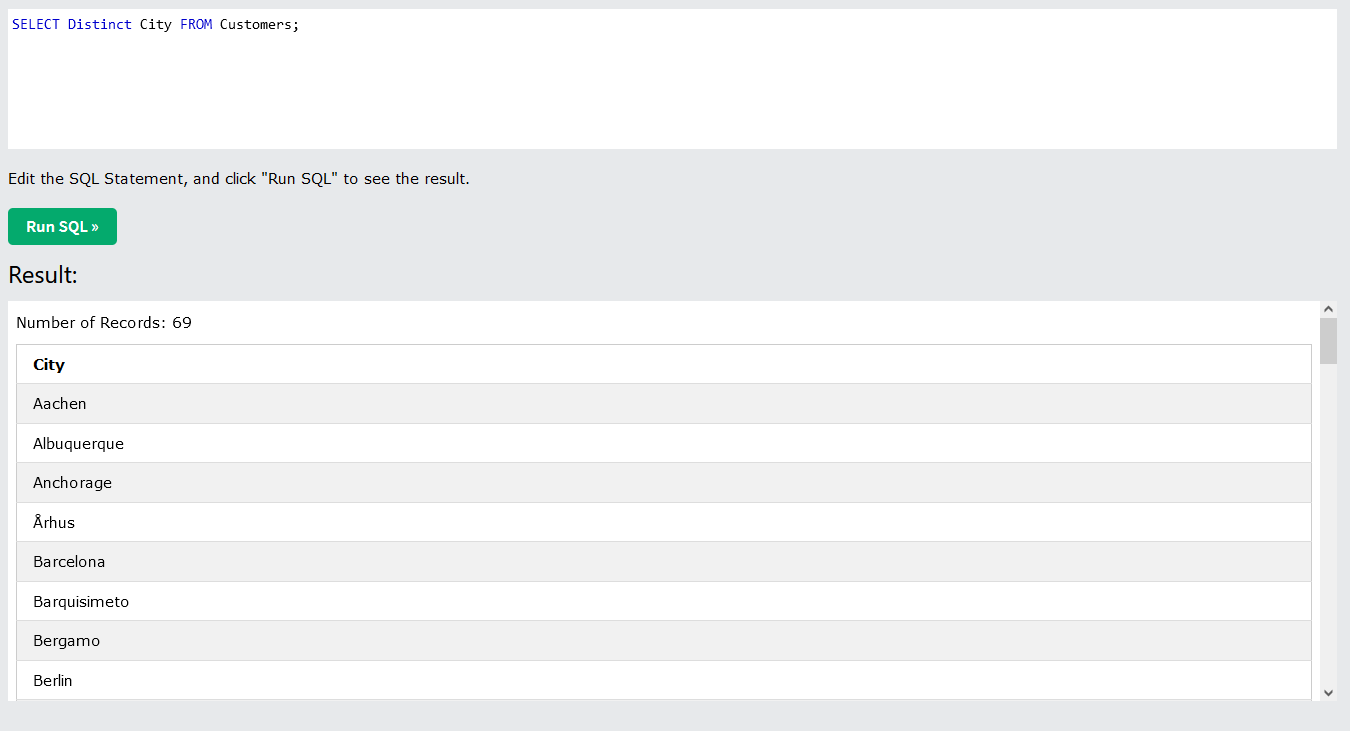 SELECT Distinct City FROM Customers;
Edit the SQL Statement, and click "Run SQL" to see the result.
Run SQL »
Result:
Number of Records: 69
City
Aachen
Albuquerque
Anchorage
Århus
Barcelona
Barquisimeto
Bergamo
Berlin